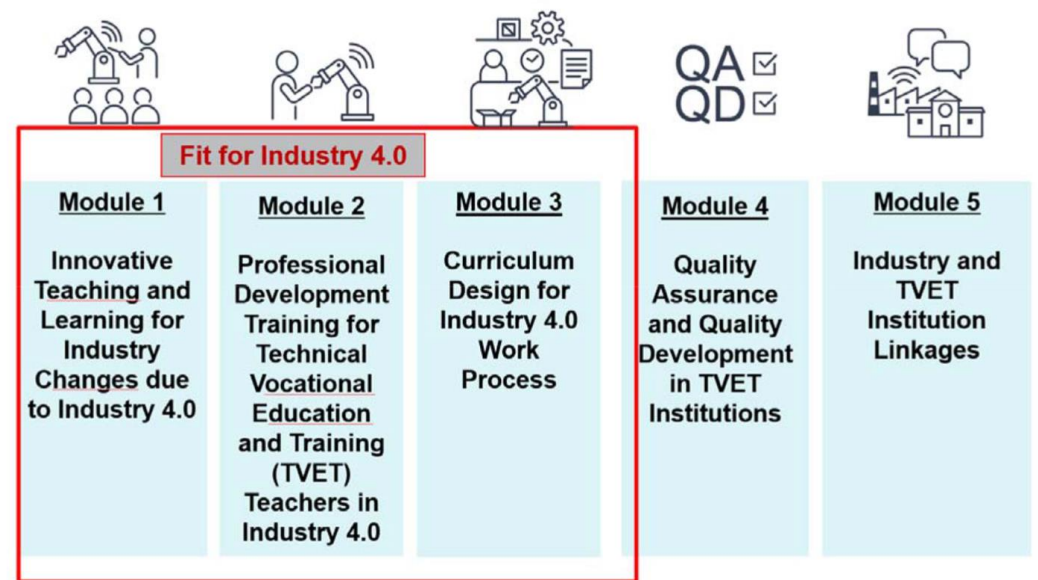 QA
QD
Fit for Industry 4.0
Module 1
Innovative
Teaching and
Learning for
Industry
Changes due
to Industry 4.0
Module 2
Professional
Development
Training for
Technical
Vocational
Education
and Training
(TVET)
Teachers in
Industry 4.0
Module 3
Curriculum
Design for
Industry 4.0
Work
Process
Module 4
Quality
Assurance
and Quality
Development
in TVET
Institutions
Module 5
Industry and
TVET
Institution
Linkages